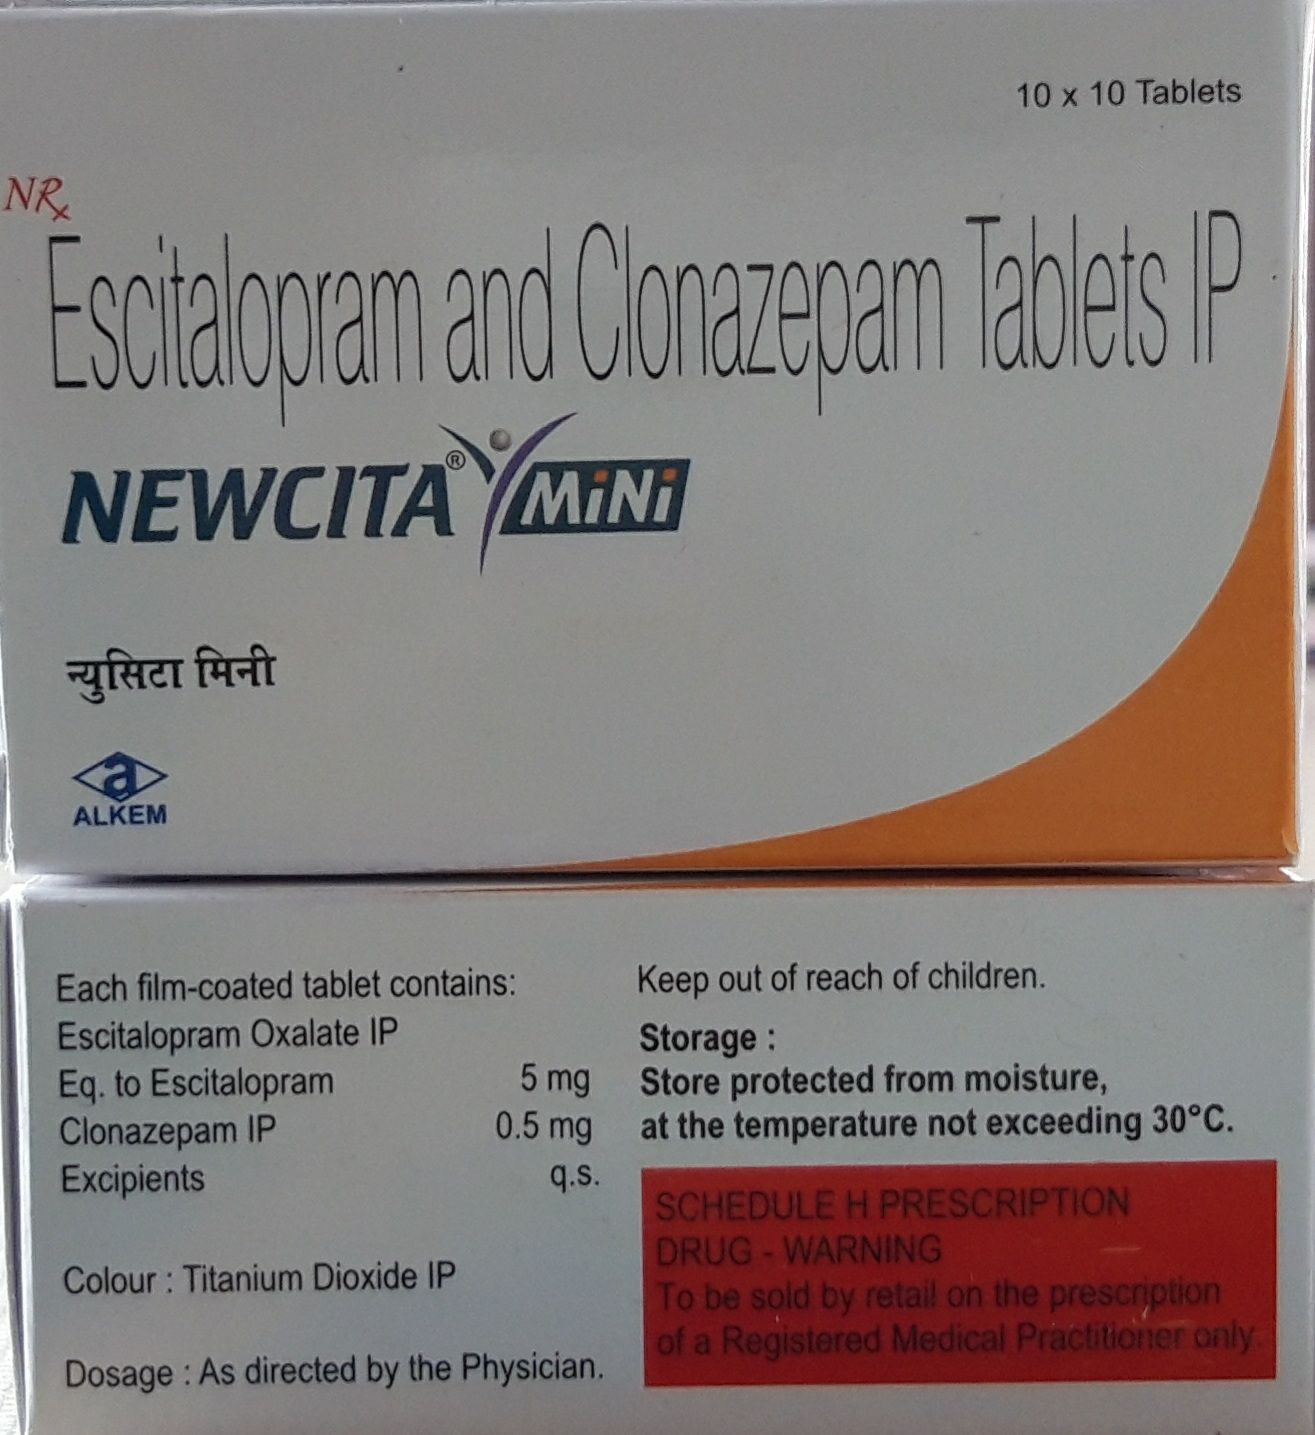 10 x 10 Tablets
NRx
Escitalopram and Clonazepam Tablets IP
NEWCITA® MiNi
न्युसिटा मिनी
a
ALKEM
Each film-coated tablet contains:
Escitalopram Oxalate IP
Eq. to Escitalopram 5 mg
Clonazepam IP 0.5 mg
Excipients q.s.
Colour : Titanium Dioxide IP
Dosage : As directed by the Physician.
Keep out of reach of children.
Storage :
Store protected from moisture,
at the temperature not exceeding 30°C.
SCHEDULE H PRESCRIPTION
DRUG - WARNING
To be sold by retail on the prescription
of a Registered Medical Practitioner only.